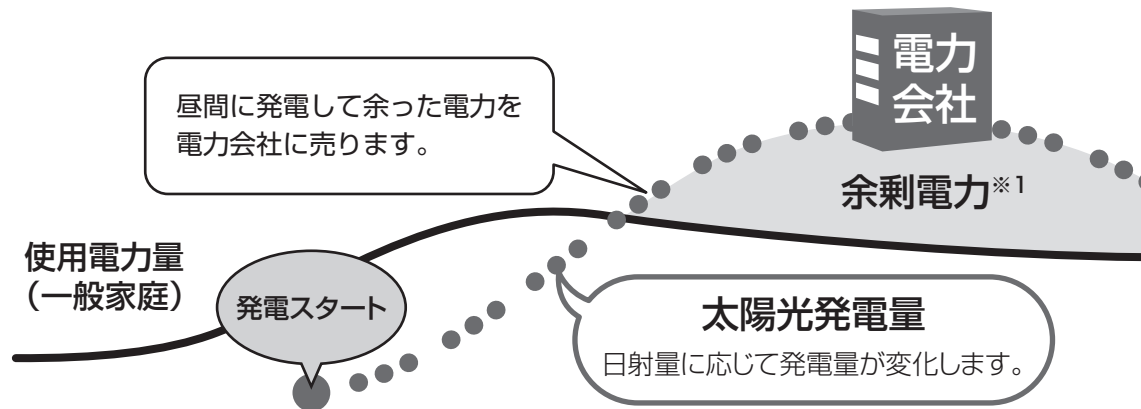 電力
会社
昼間に発電して余った電力を
電力会社に売ります。
余剰電力※1
使用電力量
（一般家庭）
発電スタート
太陽光発電量
日射量に応じて発電量が変化します。